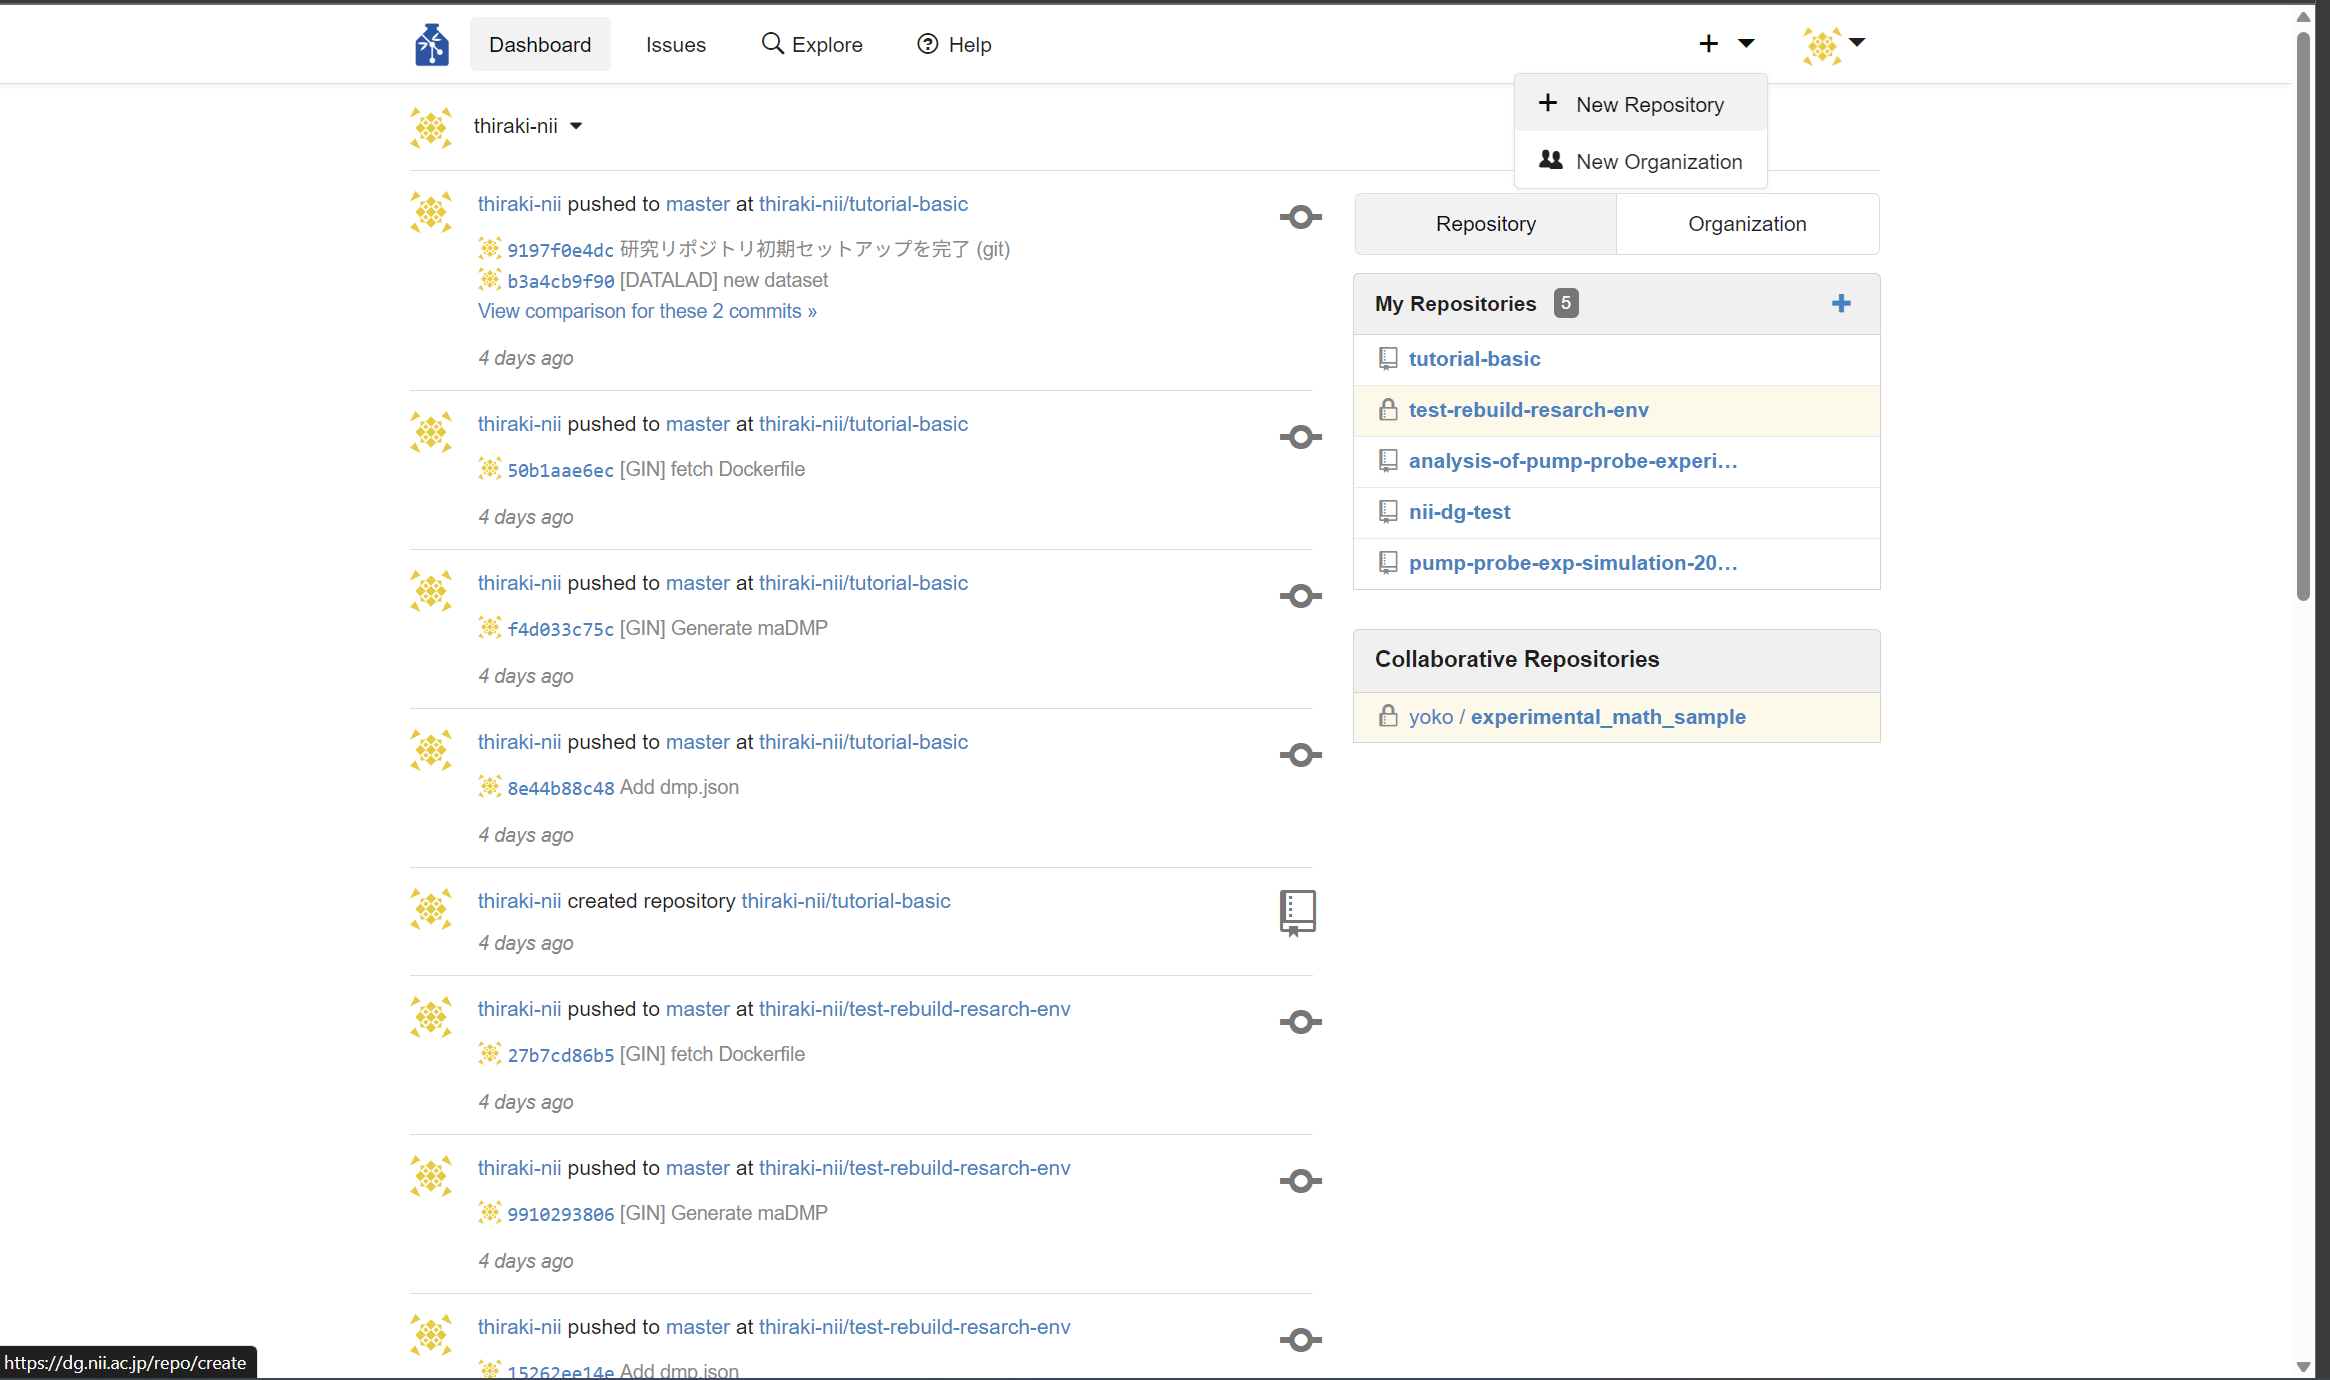 Dashboard
Issues
Explore
Help
New Repository
New Organization
thiraki-nii
thiraki-nii pushed to master at thiraki-nii/tutorial-basic
9197f0e4dc 研究リポジトリ初期セットアップを完了 (git)
b3a4cb9f90 [DATALAD] new dataset
View comparison for these 2 commits »
4 days ago
thiraki-nii pushed to master at thiraki-nii/tutorial-basic
50b1aae6ec [GIN] fetch Dockerfile
4 days ago
thiraki-nii pushed to master at thiraki-nii/tutorial-basic
f4d033c75c [GIN] Generate maDMP
4 days ago
thiraki-nii pushed to master at thiraki-nii/tutorial-basic
8e44b88c48 Add dmp.json
4 days ago
thiraki-nii created repository thiraki-nii/tutorial-basic
4 days ago
thiraki-nii pushed to master at thiraki-nii/test-rebuild-resarch-env
27b7cd86b5 [GIN] fetch Dockerfile
4 days ago
thiraki-nii pushed to master at thiraki-nii/test-rebuild-resarch-env
9910293806 [GIN] Generate maDMP
4 days ago
thiraki-nii pushed to master at thiraki-nii/test-rebuild-resarch-env
15262ee14e Add dmp.json
Repository
Organization
My Repositories 5
tutorial-basic
test-rebuild-resarch-env
analysis-of-pump-probe-experi...
nii-dg-test
pump-probe-exp-simulation-20...
Collaborative Repositories
yoko / experimental_math_sample
https://dg.nii.ac.jp/repo/create